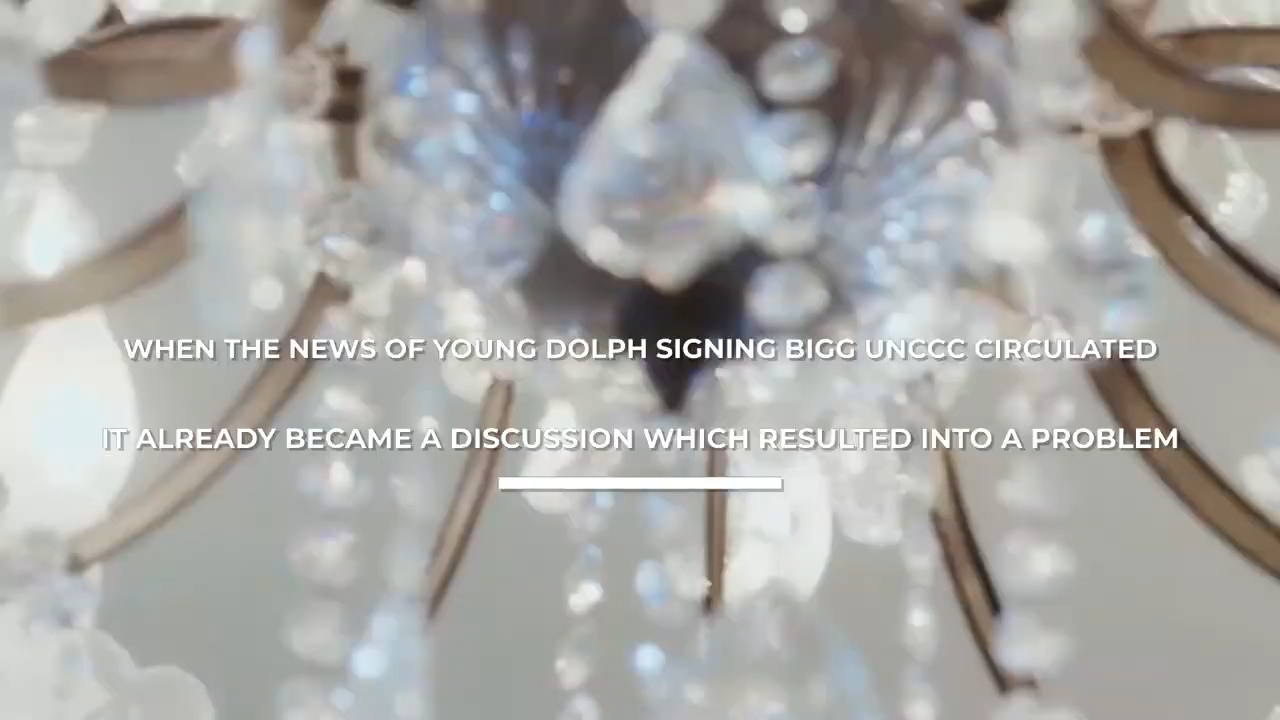 WHEN THE NEWS OF YOUNG DOLPH SIGNING BIGG UNCCC CIRCULATED
IT ALREADY BECAME A DISCUSSION WHICH RESULTED INTO A PROBLEM